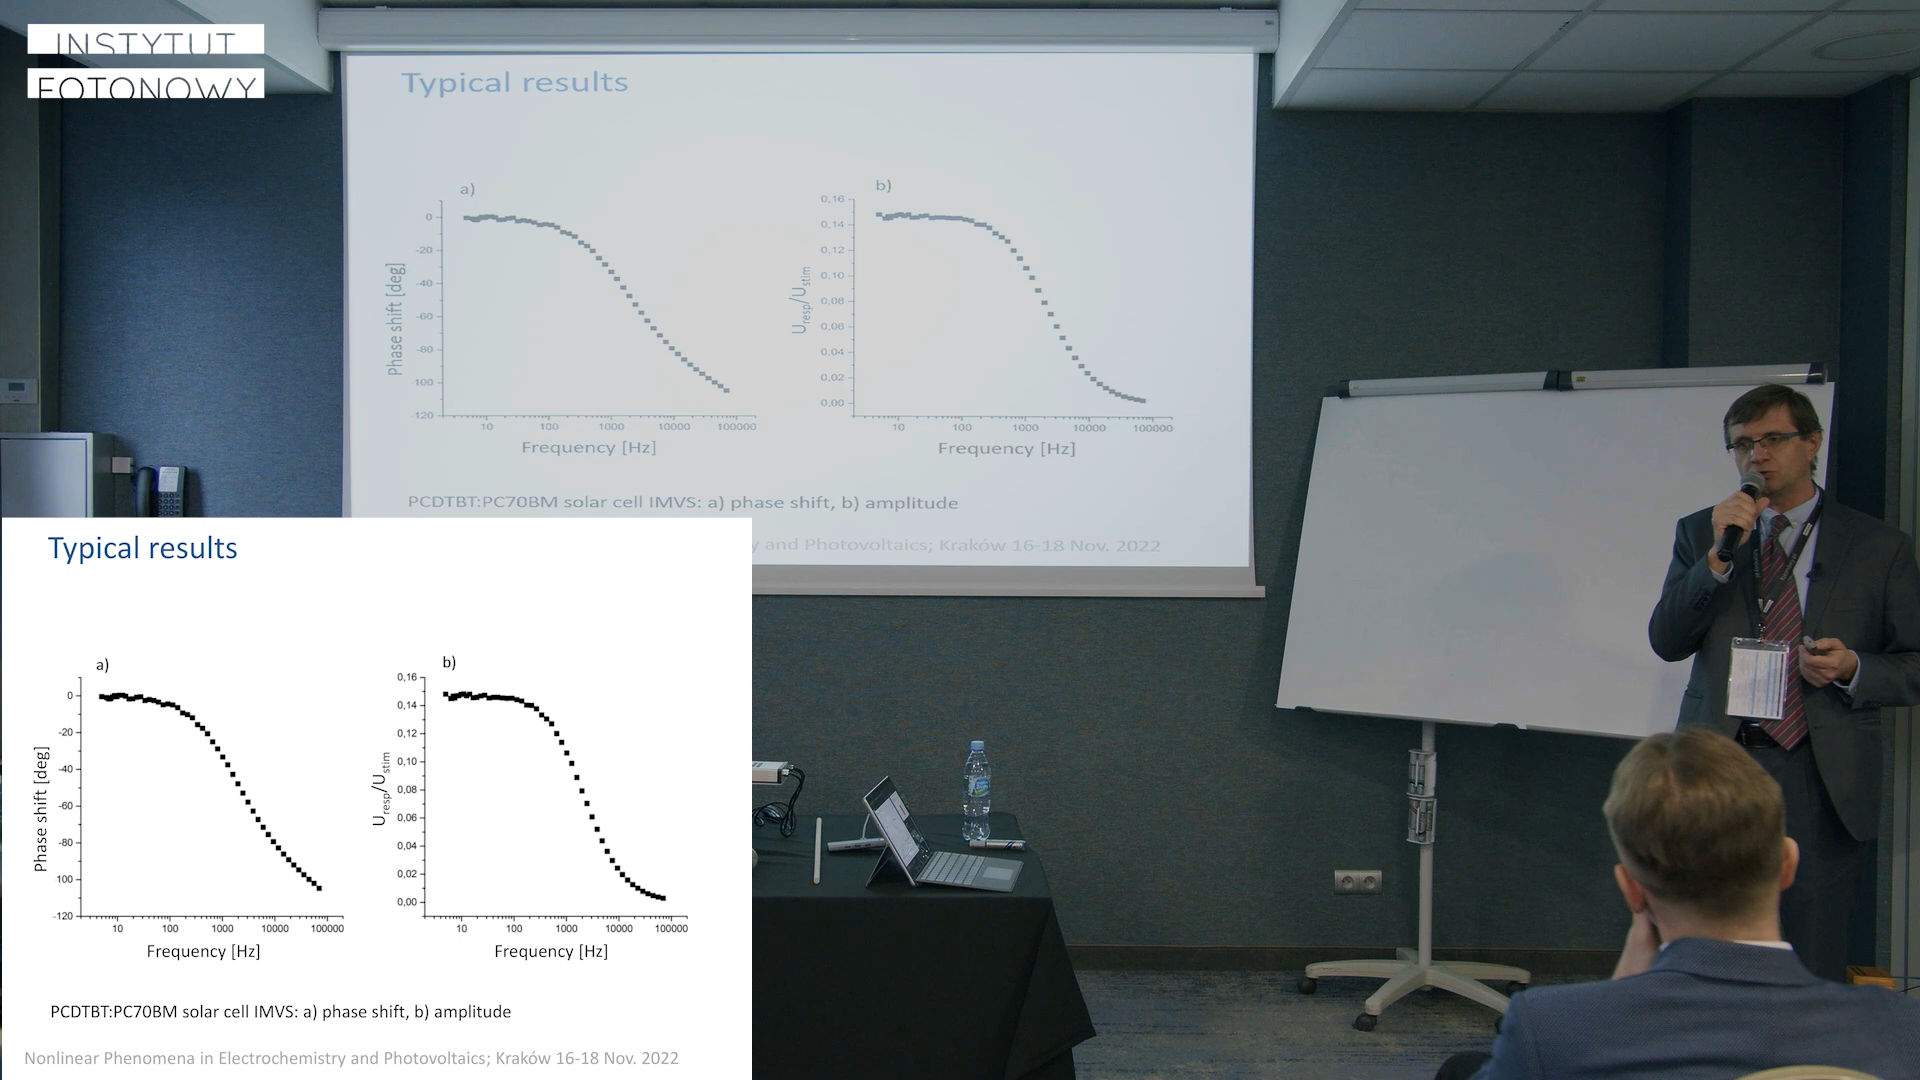 INSTYTUT
FOTONOWY
Typical results
a)
0
-20
-40
-60
-80
-100
-120
Phase shift [deg]
10 100 1000 10000 100000
Frequency [Hz]
b)
0,16
0,14
0,12
0,10
0,08
0,06
0,04
0,02
0,00
Uresp/Ustim
10 100 1000 10000 100000
Frequency [Hz]
PCDTBT:PC70BM solar cell IMVS: a) phase shift, b) amplitude
y and Photovoltaics; Kraków 16-18 Nov. 2022
Typical results
a)
0
-20
-40
-60
-80
-100
-120
Phase shift [deg]
10 100 1000 10000 100000
Frequency [Hz]
b)
0,16
0,14
0,12
0,10
0,08
0,06
0,04
0,02
0,00
Uresp/Ustim
10 100 1000 10000 100000
Frequency [Hz]
PCDTBT:PC70BM solar cell IMVS: a) phase shift, b) amplitude
Nonlinear Phenomena in Electrochemistry and Photovoltaics; Kraków 16-18 Nov. 2022